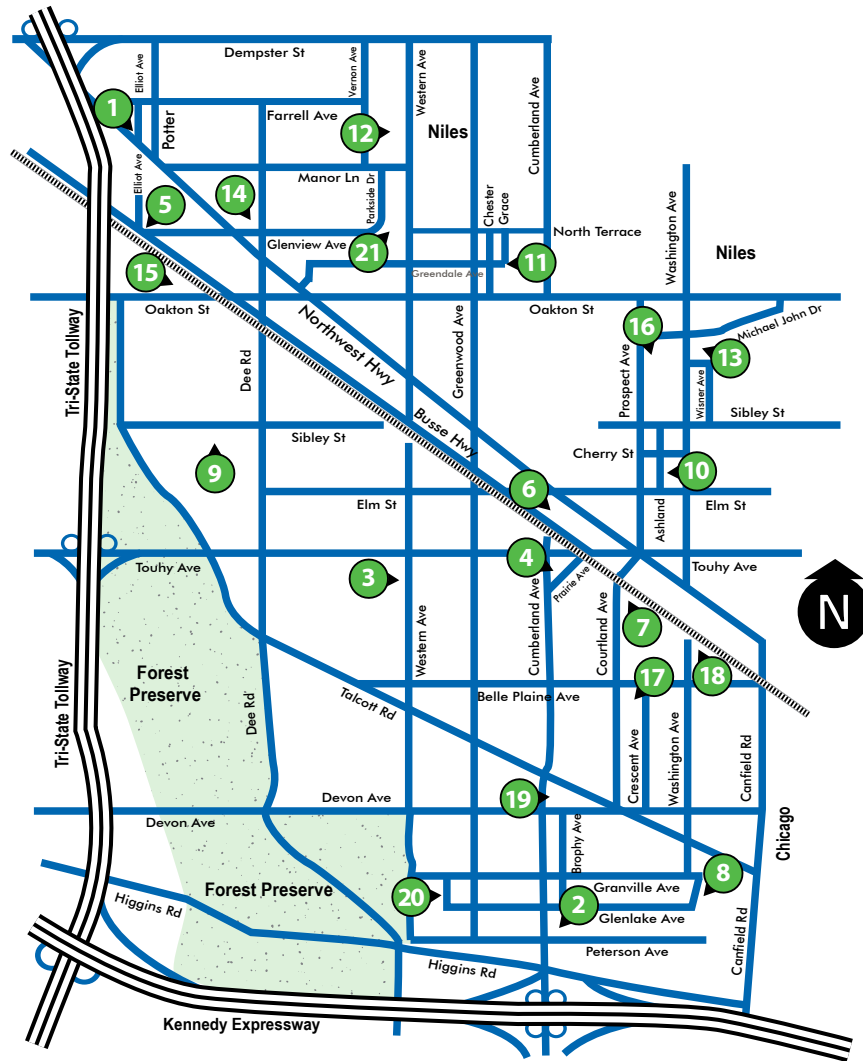 Dempster St
Elliot Ave
Vernon Ave
Western Ave
Cumberland Ave
1
Potter
Farrell Ave
12
Niles
Manor Ln
Elliot Ave
5
14
Parkside Dr
Chester
Grace
Washington Ave
Glenview Ave
21
North Terrace
Niles
15
Greendale Ave
11
Oakton St
Oakton St
Tri-State Tollway
Northwest Hwy
Greenwood Ave
16
Michael John Dr
Dee Rd
Prospect Ave
13
Wisner Ave
Busse Hwy
Sibley St
Sibley St
9
Cherry St
10
6
Elm St
Ashland
Elm St
Touhy Ave
3
4
Prairie Ave
Touhy Ave
N
Western Ave
Cumberland Ave
Courtland Ave
7
18
Forest
Preserve
Tri-State Tollway
Dee Rd
Talcott Rd
Belle Plaine Ave
17
Crescent Ave
Washington Ave
Canfield Rd
Devon Ave
19
Devon Ave
Brophy Ave
Chicago
8
Forest Preserve
20
Granville Ave
2
Glenlake Ave
Higgins Rd
Canfield Rd
Peterson Ave
Higgins Rd
Kennedy Expressway